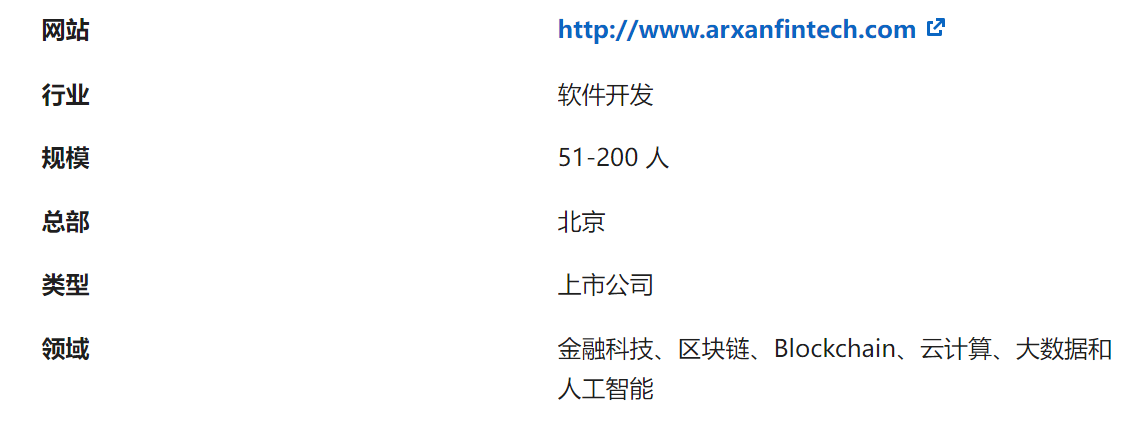 网站 http://www.arxanfintech.com
行业 软件开发
规模 51-200 人
总部 北京
类型 上市公司
领域 金融科技、区块链、Blockchain、云计算、大数据和
人工智能